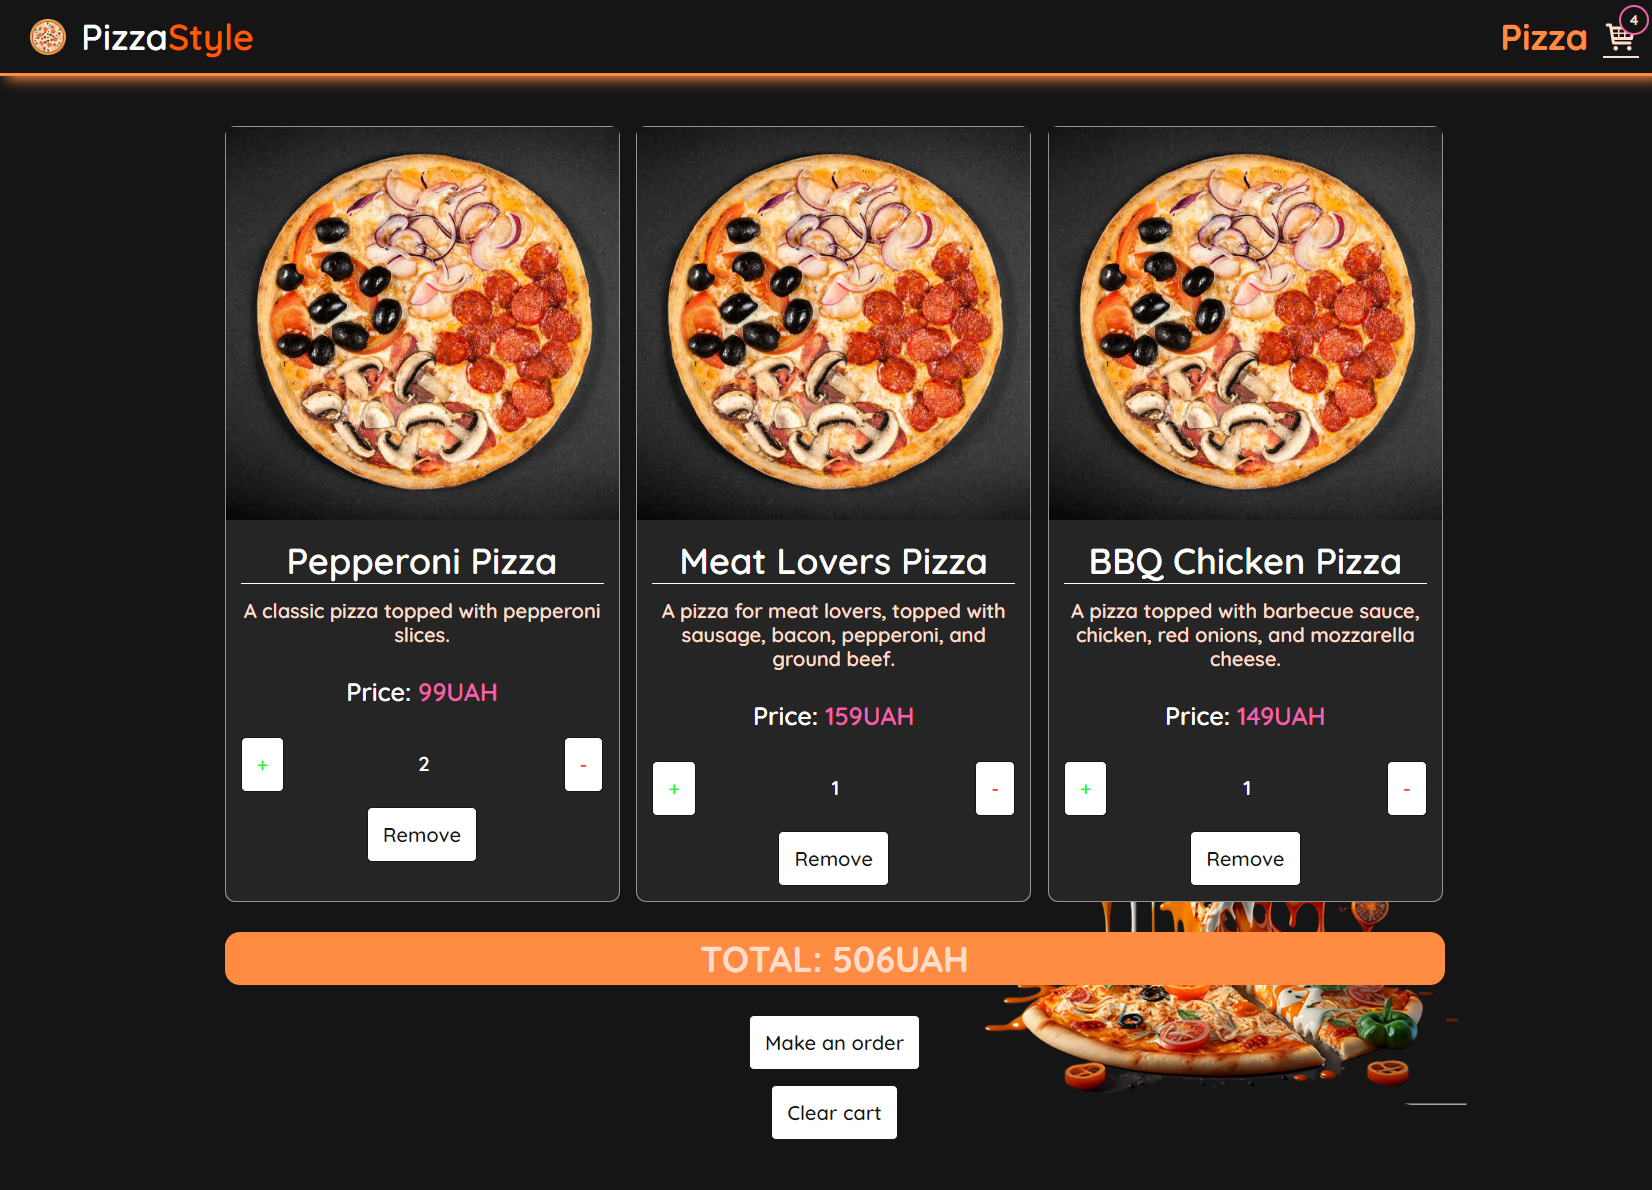 PizzaStyle
Pizza
4
Pepperoni Pizza
A classic pizza topped with pepperoni
slices.
Price: 99UAH
+
2
-
Remove
Meat Lovers Pizza
A pizza for meat lovers, topped with
sausage, bacon, pepperoni, and
ground beef.
Price: 159UAH
+
1
-
Remove
BBQ Chicken Pizza
A pizza topped with barbecue sauce,
chicken, red onions, and mozzarella
cheese.
Price: 149UAH
+
1
-
Remove
TOTAL: 506UAH
Make an order
Clear cart